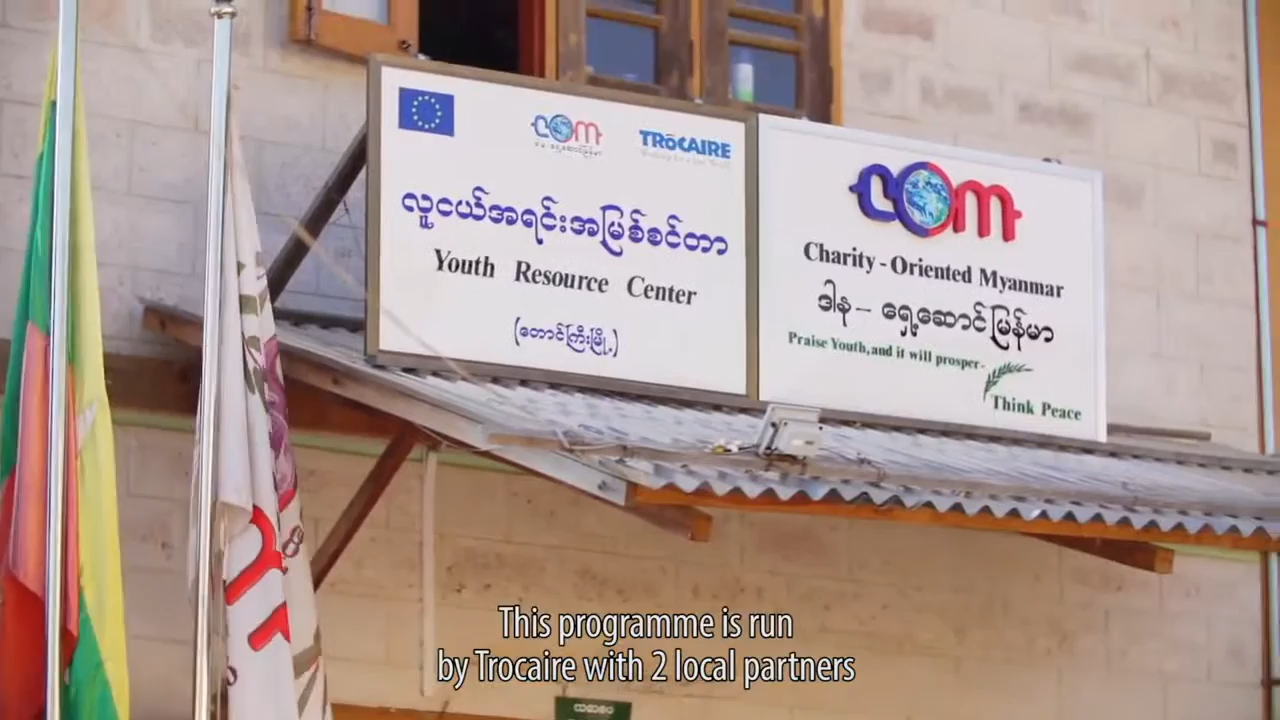 COM
TRÓCAIRE
လူငယ်အရင်းအမြစ်စင်တာ
Youth Resource Center
(တောင်ကြီးမြို့)
COM
Charity-Oriented Myanmar
ဒါန – ရှေ့ဆောင်မြန်မာ
Praise Youth, and it will prosper-
Think Peace
This programme is run
by Trocaire with 2 local partners